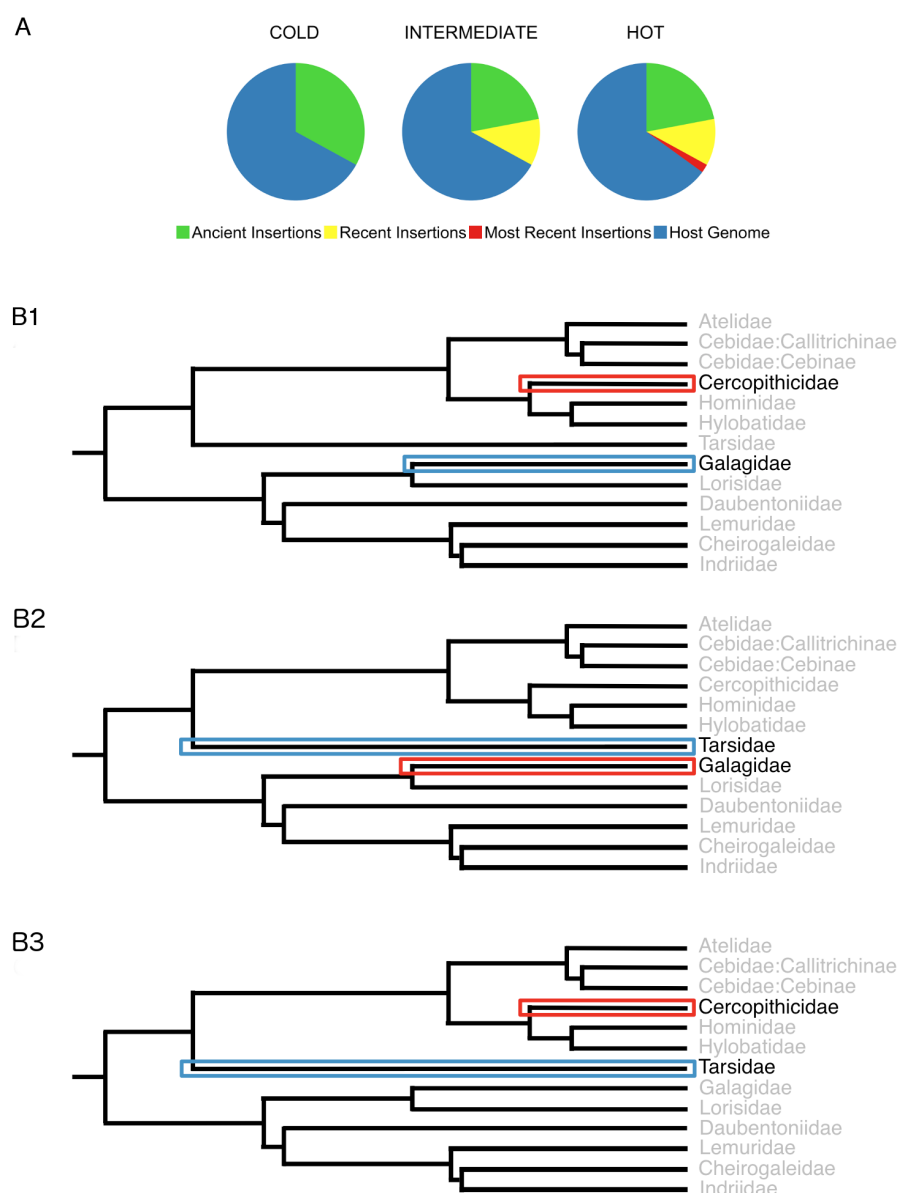 A
COLD INTERMEDIATE HOT
Ancient Insertions Recent Insertions Most Recent Insertions Host Genome
B1
Atelidae
Cebidae:Callitrichinae
Cebidae:Cebinae
Cercopithicidae
Hominidae
Hylobatidae
Tarsidae
Galagidae
Lorisidae
Daubentoniidae
Lemuridae
Cheirogaleidae
Indriidae
B2
Atelidae
Cebidae:Callitrichinae
Cebidae:Cebinae
Cercopithicidae
Hominidae
Hylobatidae
Tarsidae
Galagidae
Lorisidae
Daubentoniidae
Lemuridae
Cheirogaleidae
Indriidae
B3
Atelidae
Cebidae:Callitrichinae
Cebidae:Cebinae
Cercopithicidae
Hominidae
Hylobatidae
Tarsidae
Galagidae
Lorisidae
Daubentoniidae
Lemuridae
Cheirogaleidae
Indriidae